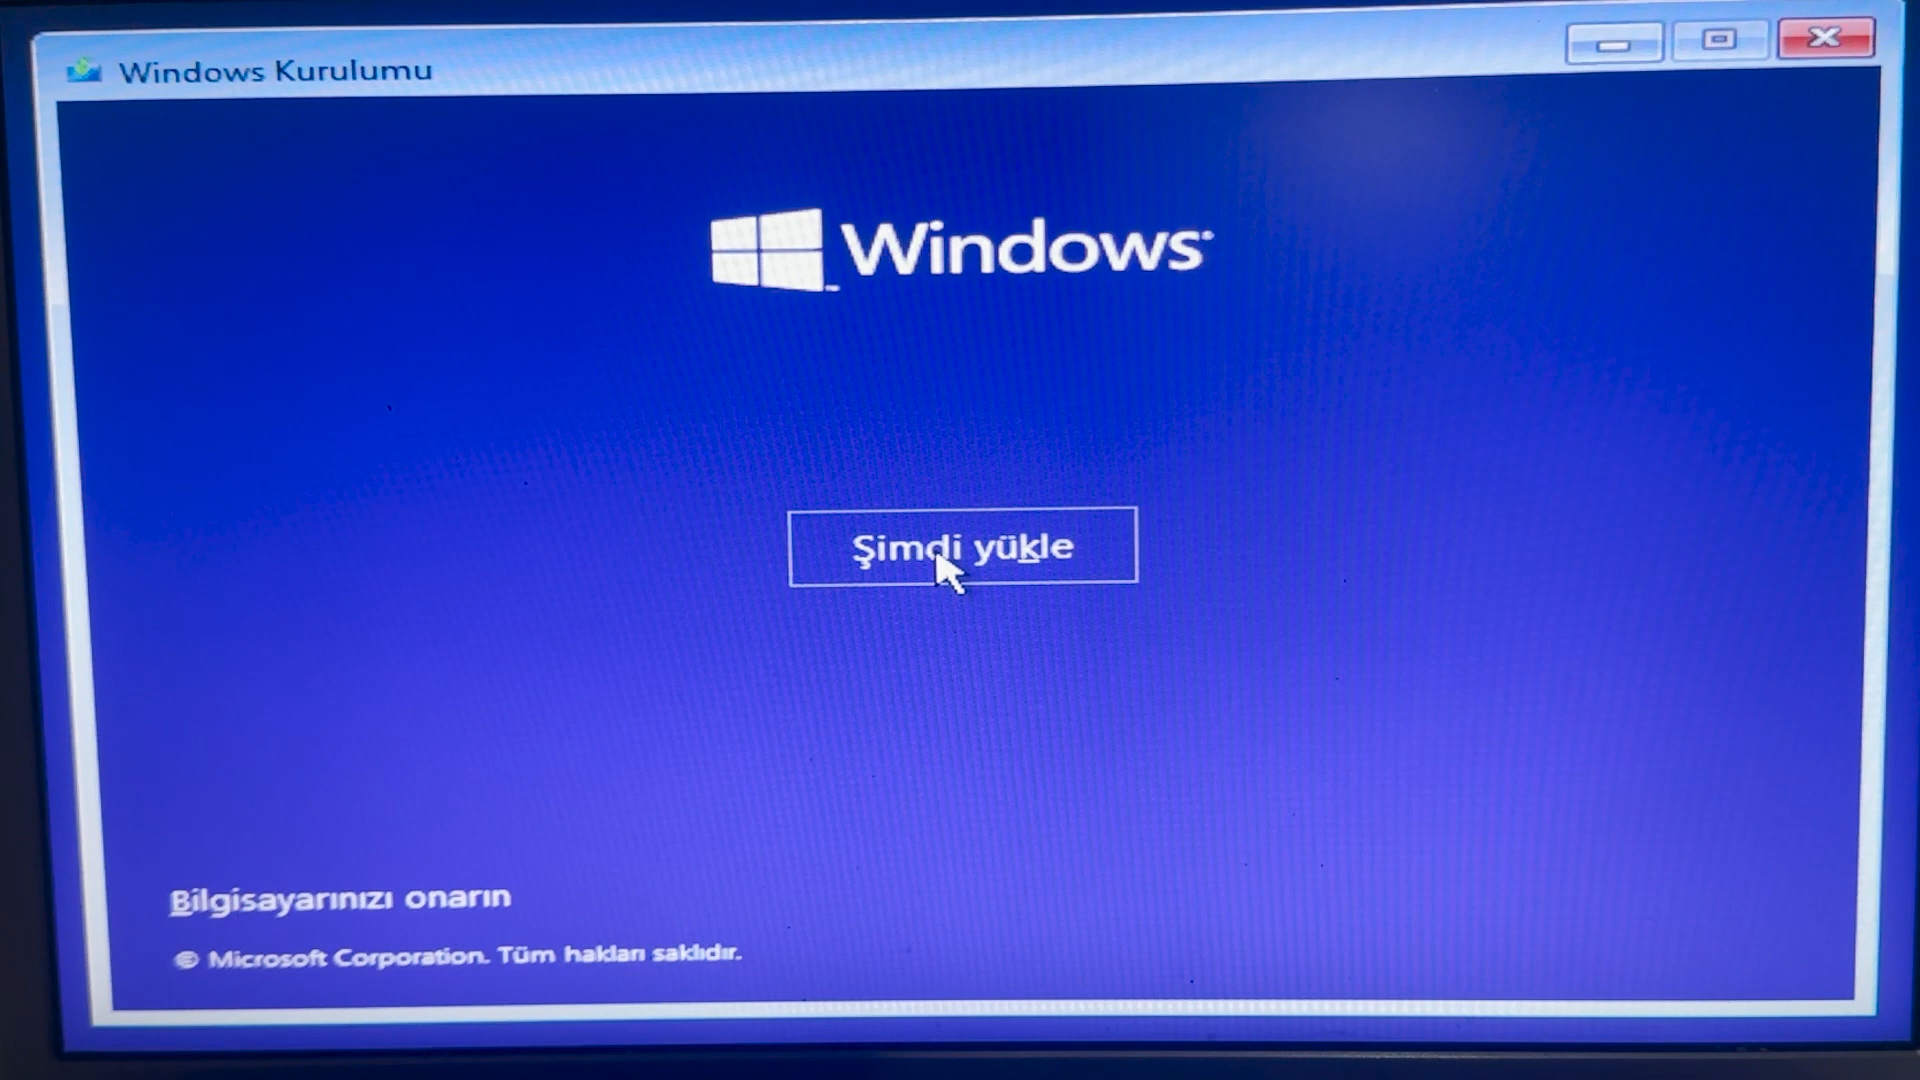 Windows Kurulumu
Windows
Şimdi yükle
Bilgisayarınızı onarın
© Microsoft Corporation. Tüm hakları saklıdır.